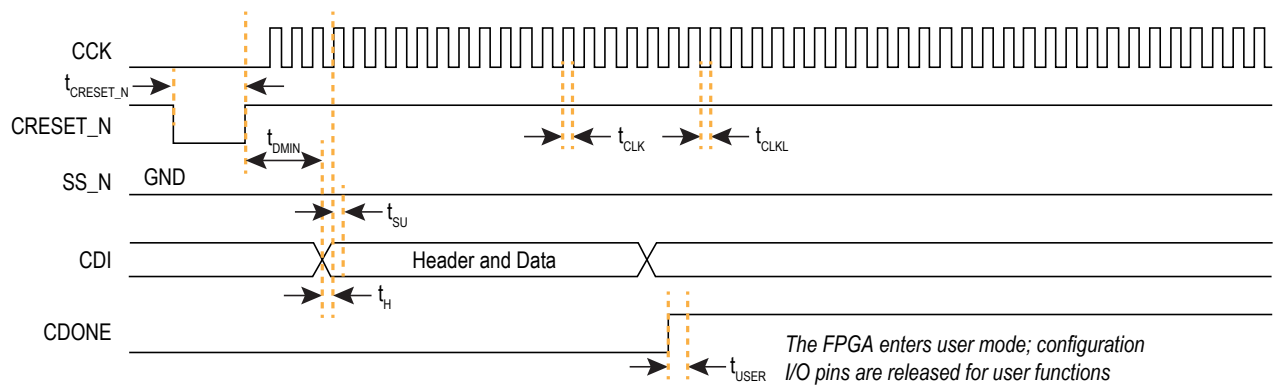 CCK
tCRESET_N
CRESET_N
tDMIN
tCLK
tCLKL
SS_N
GND
tSU
CDI
Header and Data
tH
CDONE
tUSER
The FPGA enters user mode; configuration
I/O pins are released for user functions